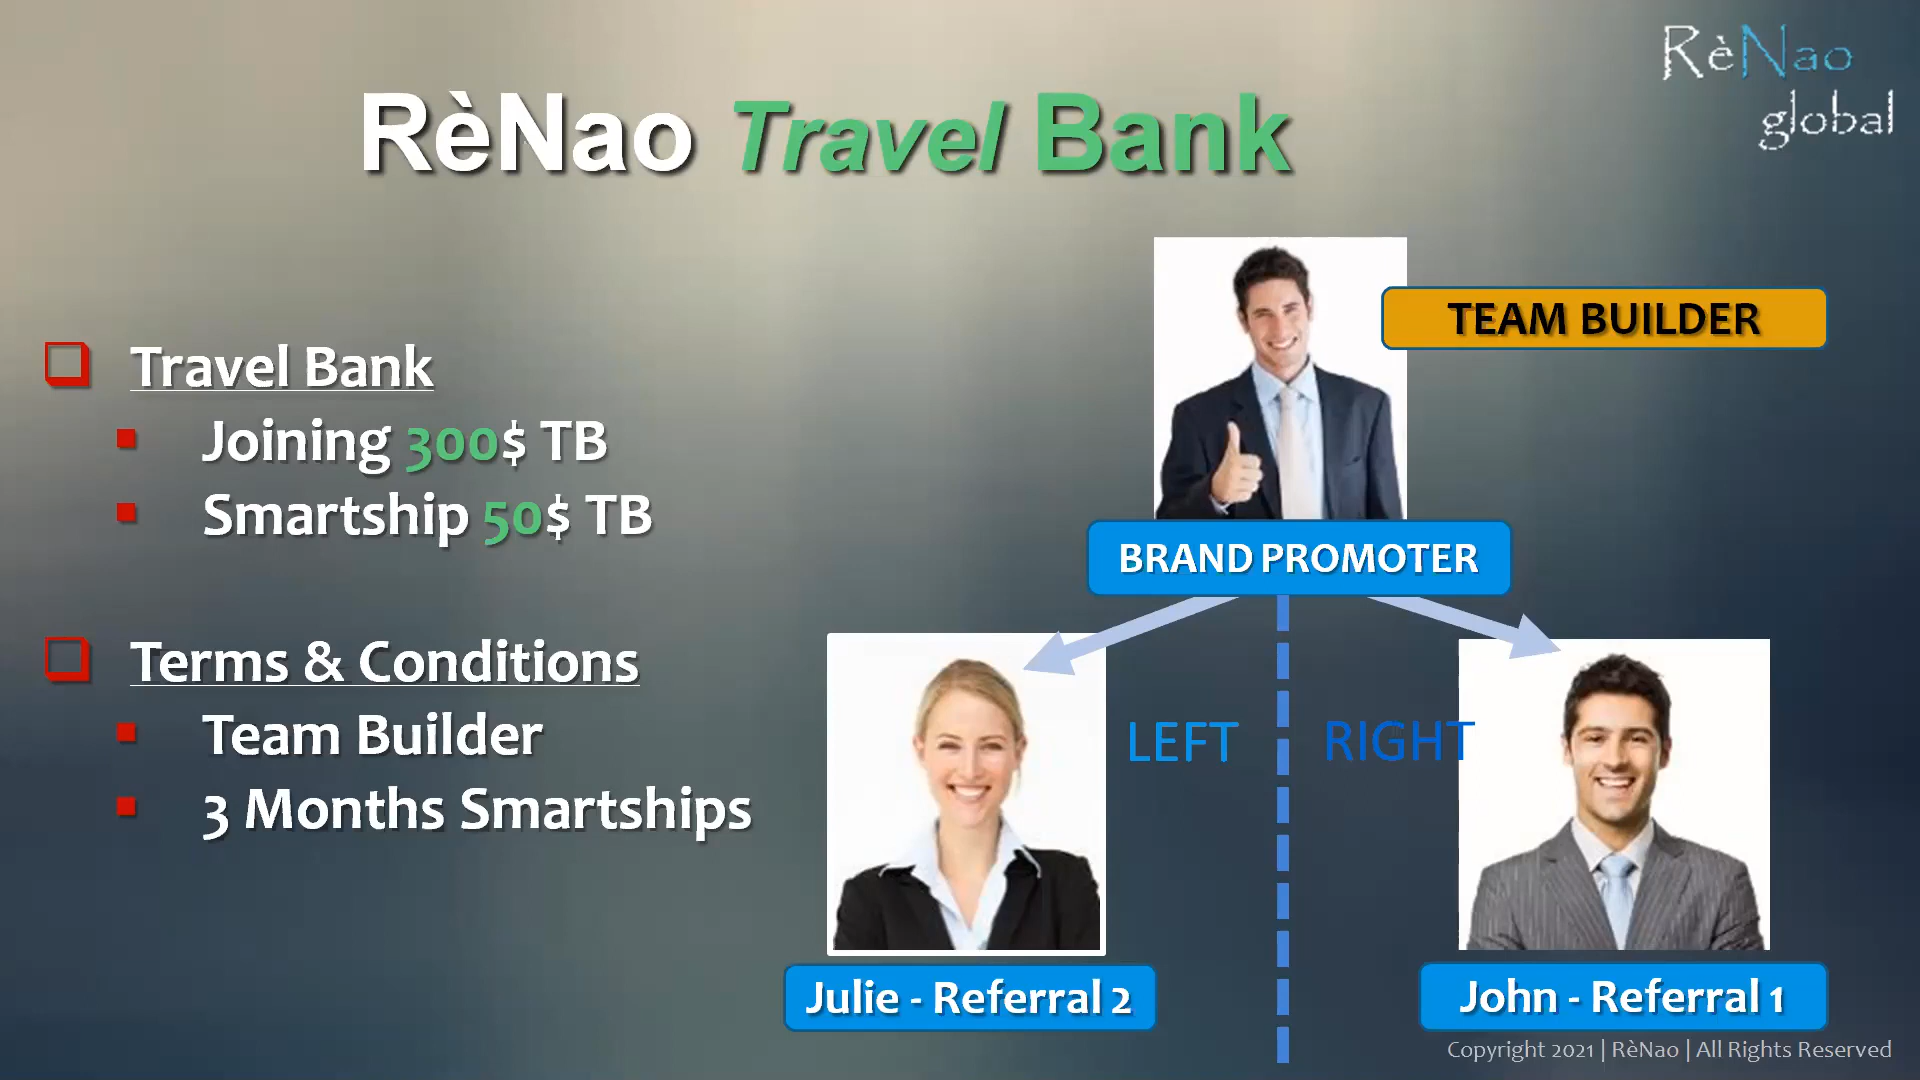 RèNao
global
RèNao Travel Bank
TEAM BUILDER
Travel Bank
Joining 300$ TB
Smartship 50$ TB
BRAND PROMOTER
Terms & Conditions
Team Builder
3 Months Smartships
LEFT
RIGHT
Julie - Referral 2
John - Referral 1
Copyright 2021 | RèNao | All Rights Reserved